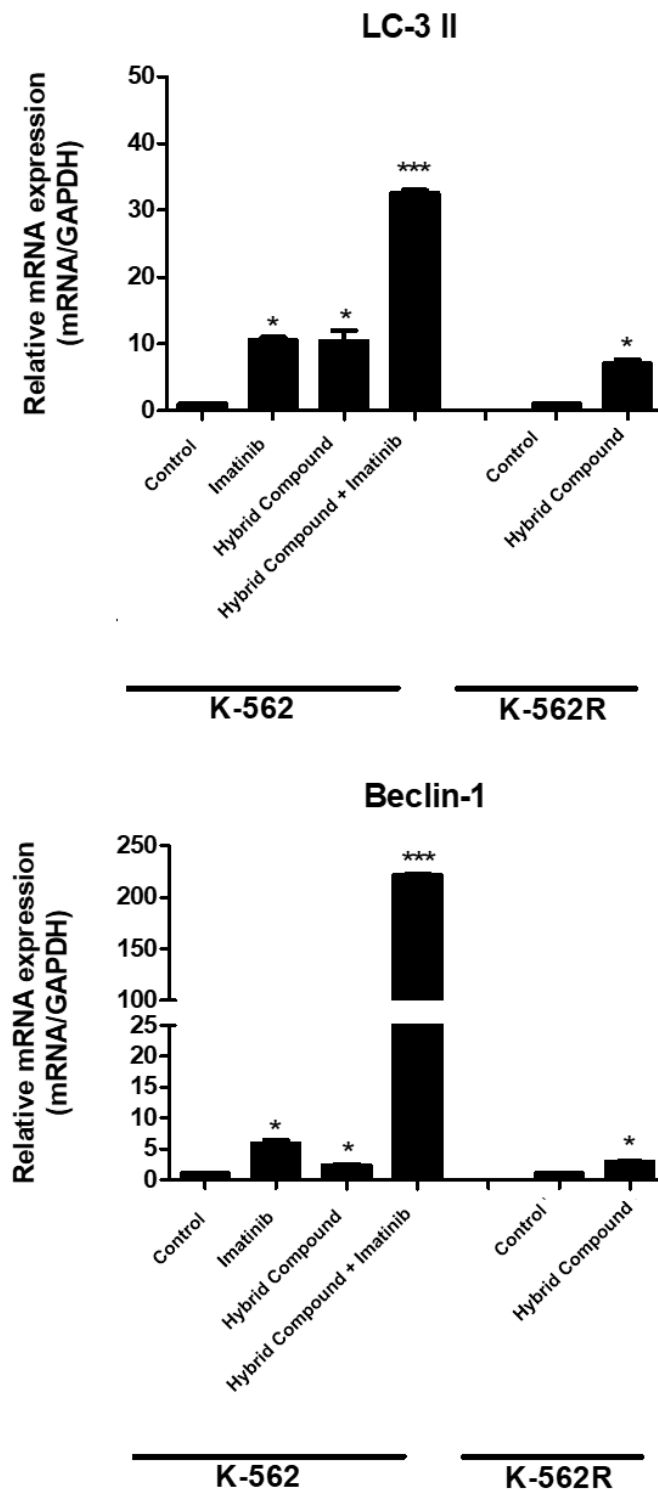 LC-3 II
Relative mRNA expression
(mRNA/GAPDH)
50
40
30
20
10
0
*
*
***
*
Control
Imatinib
Hybrid Compound
Hybrid Compound + Imatinib
Control
Hybrid Compound
K-562
K-562R
Beclin-1
Relative mRNA expression
(mRNA/GAPDH)
250
200
150
100
25
20
15
10
5
0
*
*
***
*
Control
Imatinib
Hybrid Compound
Hybrid Compound + Imatinib
Control
Hybrid Compound
K-562
K-562R